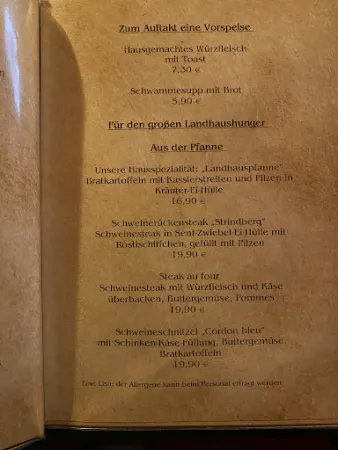 Zum Auftakt eine Vorspeise
Hausgemachtes Würzfleisch
mit Toast
7,30 €
Schwammesupp mit Brot
5,90 €
Für den großen Landhaushunger
Aus der Pfanne
Unsere Hausspezialität: „Landhauspfanne“
Bratkartoffeln mit Kasslerstreifen und Pilzen in
Kräuter-Ei-Hülle
16,90 €
Schweinerückensteak „Strindberg“
Schweinesteak in Senf-Zwiebel-Ei-Hülle mit
Röstischiffchen, gefüllt mit Pilzen
19,90 €
Steak au four
Schweinesteak mit Würzfleisch und Käse
überbacken, Buttergemüse, Pommes
19,90 €
Schweineschnitzel „Cordon bleu“
mit Schinken-Käse-Füllung, Buttergemüse,
Bratkartoffeln
19,90 €
Eine Liste der Allergene kann beim Personal erfragt werden